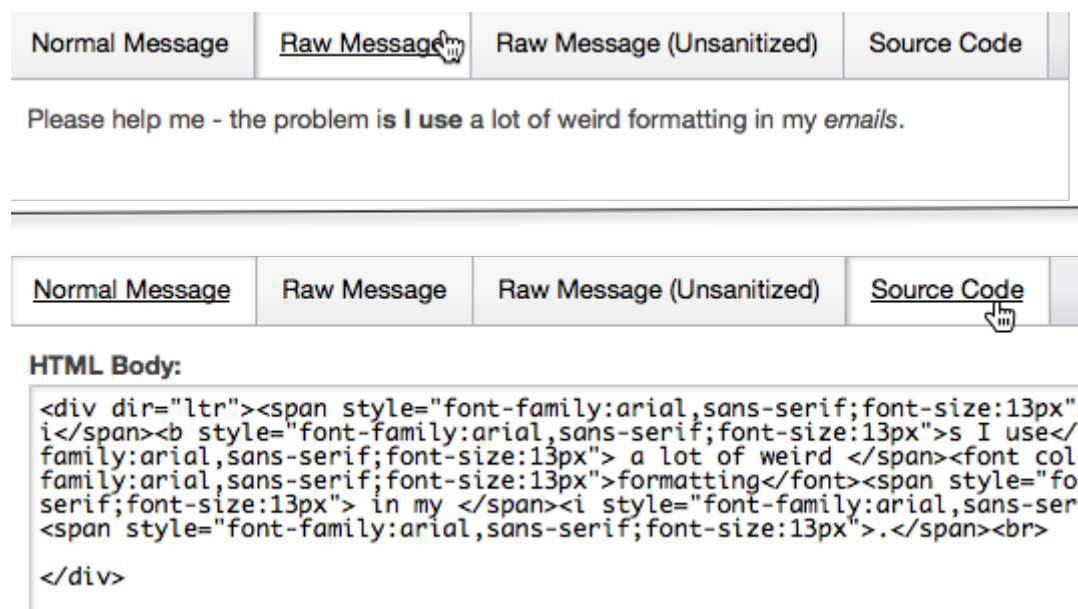 Normal Message Raw Message Raw Message (Unsanitized) Source Code
Please help me - the problem is I use a lot of weird formatting in my emails.
Normal Message Raw Message Raw Message (Unsanitized) Source Code
HTML Body:
<div dir="ltr"><span style="font-family:arial,sans-serif;font-size:13px"
i</span><b style="font-family:arial,sans-serif;font-size:13px">s I use</
family:arial,sans-serif;font-size:13px"> a lot of weird </span><font col
family:arial,sans-serif;font-size:13px">formatting</font><span style="fo
serif;font-size:13px"> in my </span><i style="font-family:arial,sans-ser
<span style="font-family:arial,sans-serif;font-size:13px">.</span><br>
</div>